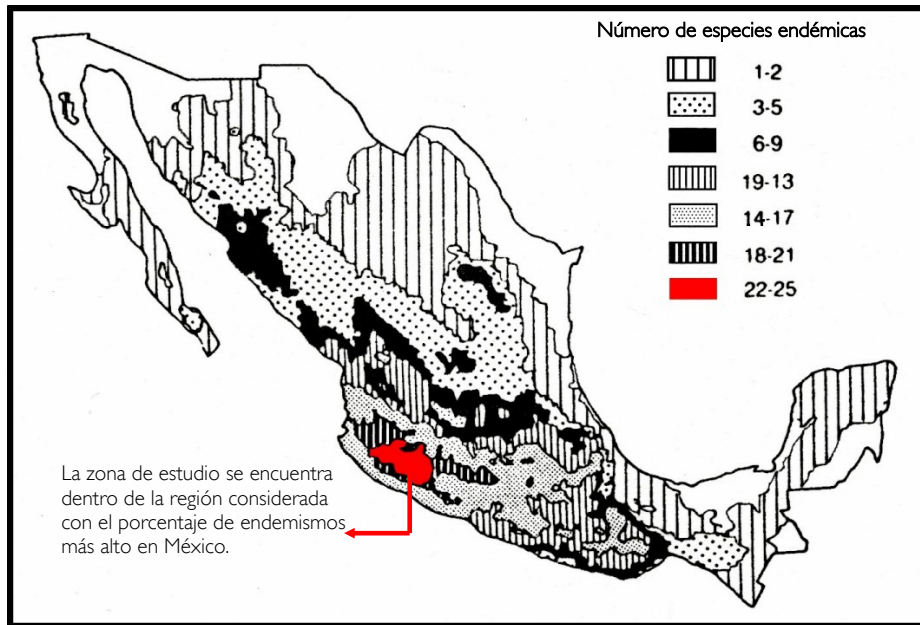 Número de especies endémicas
1-2
3-5
6-9
19-13
14-17
18-21
22-25
La zona de estudio se encuentra
dentro de la región considerada
con el porcentaje de endemismos
más alto en México.